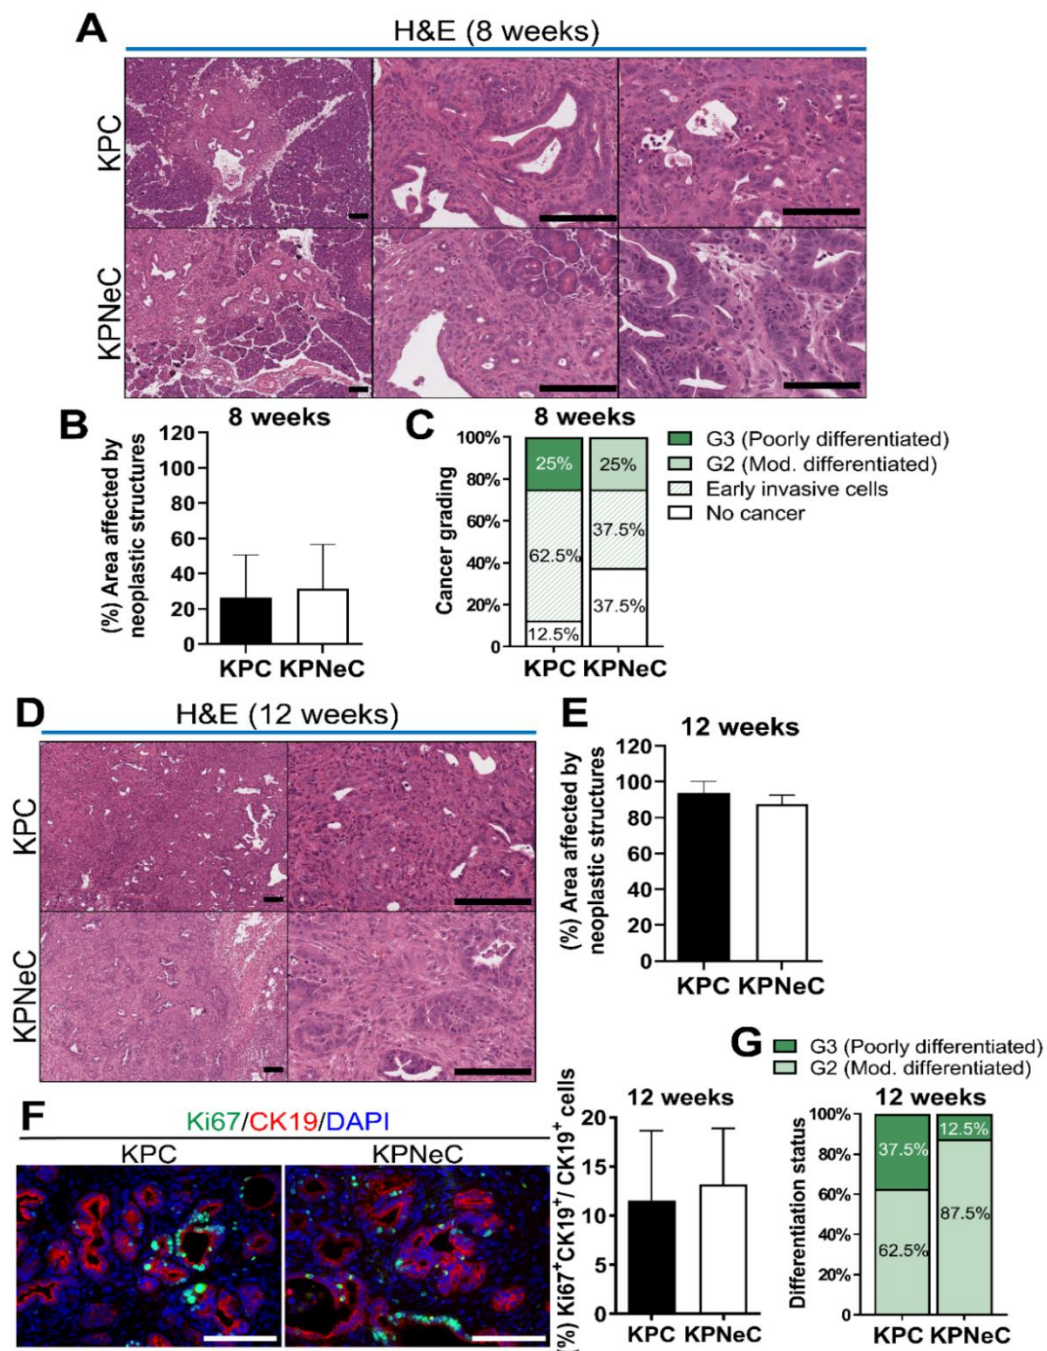 A
H&E (8 weeks)
KPC
KPNeC
B
8 weeks
(%) Area affected by
neoplastic structures
120
100
80
60
40
20
0
KPC KPNeC
C
8 weeks
Cancer grading
100%
80%
60%
40%
20%
0
25%
62.5%
12.5%
25%
37.5%
37.5%
KPC KPNeC
G3 (Poorly differentiated)
G2 (Mod. differentiated)
Early invasive cells
No cancer
D
H&E (12 weeks)
KPC
KPNeC
E
12 weeks
(%) Area affected by
neoplastic structures
120
100
80
60
40
20
0
KPC KPNeC
F
Ki67/CK19/DAPI
KPC
KPNeC
12 weeks
(%) Ki67⁺CK19⁺/ CK19⁺ cells
20
15
10
5
0
KPC KPNeC
G
G3 (Poorly differentiated)
G2 (Mod. differentiated)
12 weeks
Differentiation status
100%
80%
60%
40%
20%
0
37.5%
62.5%
12.5%
87.5%
KPC KPNeC